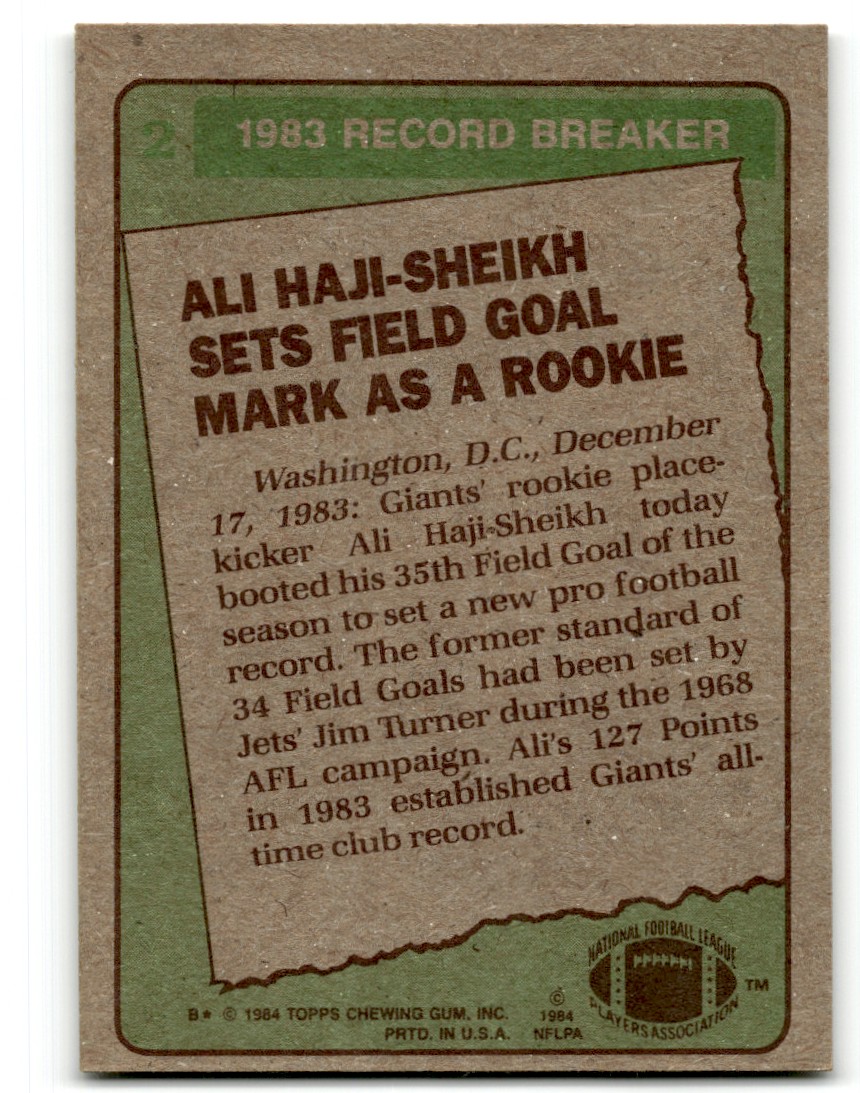 2
1983 RECORD BREAKER
ALI HAJI-SHEIKH
SETS FIELD GOAL
MARK AS A ROOKIE
Washington, D.C., December
17, 1983: Giants' rookie place-
kicker Ali Haji-Sheikh today
booted his 35th Field Goal of the
season to set a new pro football
record. The former standard of
34 Field Goals had been set by
Jets' Jim Turner during the 1968
AFL campaign. Ali's 127 Points
in 1983 established Giants' all-
time club record.
NATIONAL FOOTBALL LEAGUE
PLAYERS ASSOCIATION
TM
B* © 1984 TOPPS CHEWING GUM, INC.
PRTD. IN U.S.A.
©
1984
NFLPA